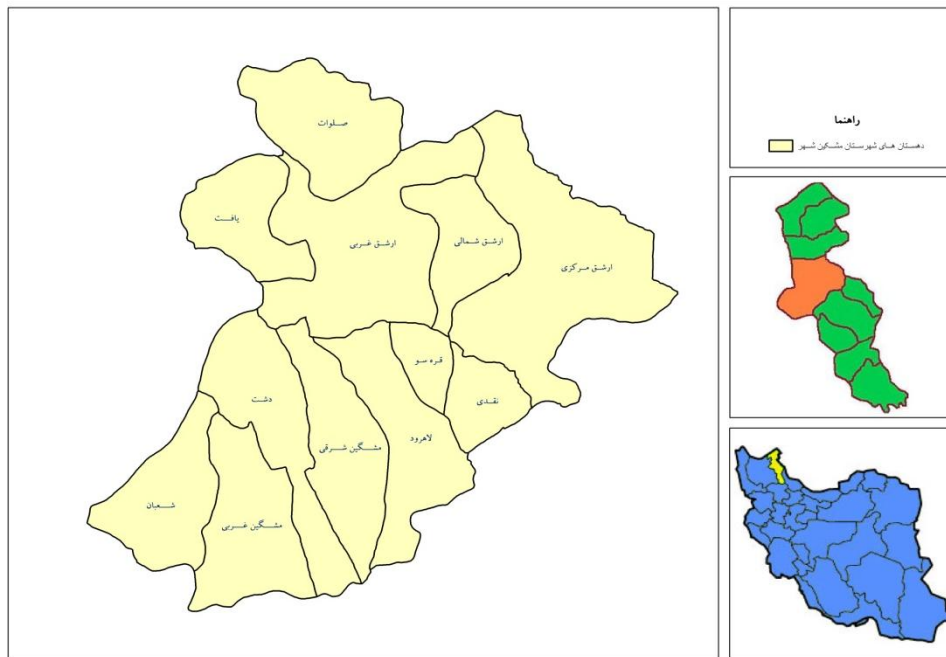 صلوات
یافت
ارشق غربی
ارشق شمالی
ارشق مرکزی
قره سو
نقدی
دشت
لاهرود
مشگین شرقی
شعبان
مشگین غربی
راهنما
دهستان های شهرستان مشگین شهر